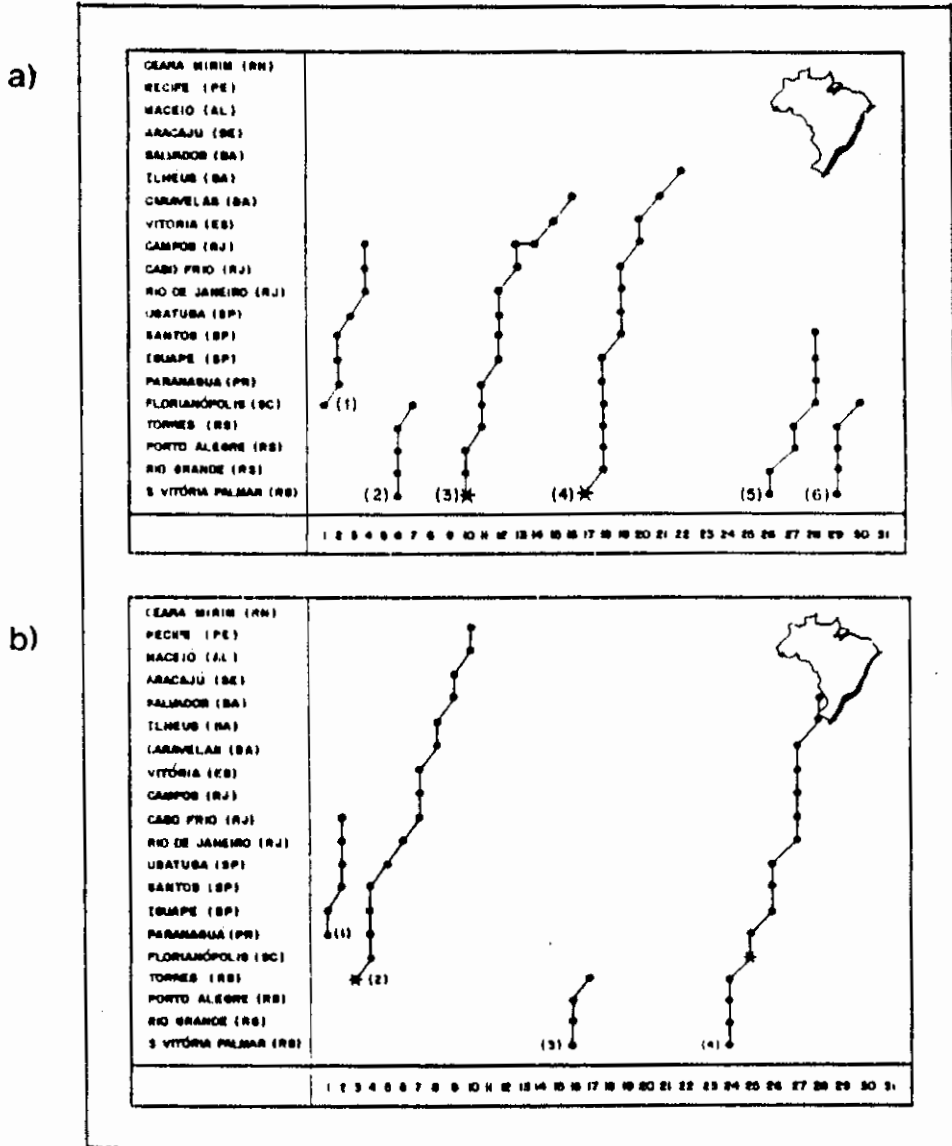 a)
CEARA MIRIM (RN)
RECIPE (PE)
MACEIO (AL)
ARACAJU (SE)
SALVADOR (BA)
ILHEUS (BA)
CARAVELAS (BA)
VITORIA (ES)
CAMPOS (RJ)
CABO FRIO (RJ)
RIO DE JANEIRO (RJ)
UBATUBA (SP)
SANTOS (SP)
IGUAPE (SP)
PARANAGUA (PR)
FLORIANÓPOLIS (SC) (1)
TORRES (RS)
PORTO ALEGRE (RS)
RIO GRANDE (RS)
S VITÓRIA PALMAR (RS) (2) (3) (4) (5) (6)
1 2 3 4 5 6 7 8 9 10 11 12 13 14 15 16 17 18 19 20 21 22 23 24 25 26 27 28 29 30 31
b)
CEARA MIRIM (RN)
RECIFE (PE)
MACEIÓ (AL)
ARACAJÚ (SE)
SALVADOR (BA)
ILHEUS (BA)
CARAVELAS (BA)
VITÓRIA (ES)
CAMPOS (RJ)
CABO FRIO (RJ)
RIO DE JANEIRO (RJ)
UBATUBA (SP)
SANTOS (SP)
IGUAPE (SP)
PARANAGUÁ (PR) (1)
FLORIANÓPOLIS (SC)
TORRES (RS) (2)
PORTO ALEGRE (RS)
RIO GRANDE (RS)
S VITÓRIA PALMAR (RS) (3) (4)
1 2 3 4 5 6 7 8 9 10 11 12 13 14 15 16 17 18 19 20 21 22 23 24 25 26 27 28 29 30 31